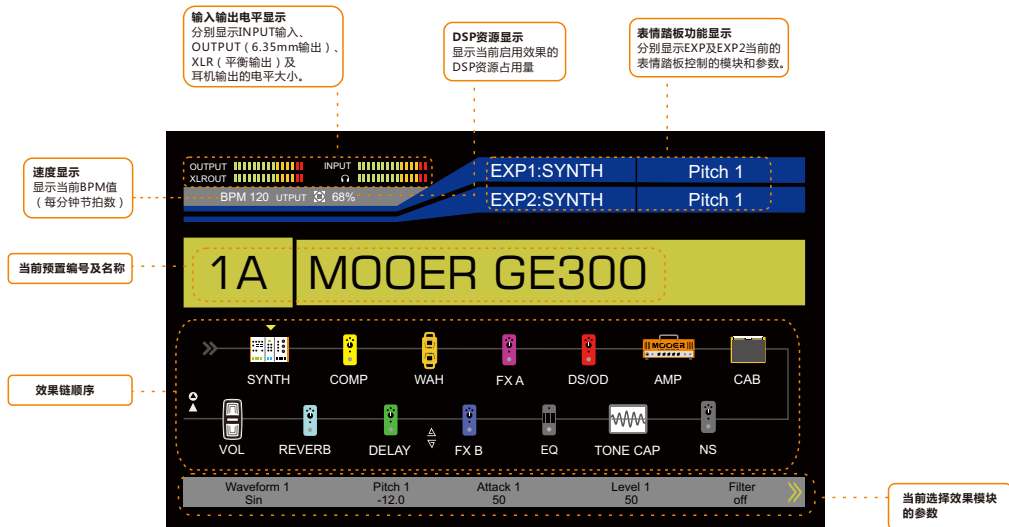 输入输出电平显示
分别显示INPUT输入、
OUTPUT（6.35mm输出）、
XLR（平衡输出）及
耳机输出的电平大小。
DSP资源显示
显示当前启用效果的
DSP资源占用量
表情踏板功能显示
分别显示EXP及EXP2当前的
表情踏板控制的模块和参数。
速度显示
显示当前BPM值
（每分钟节拍数）
OUTPUT INPUT
XLROUT
BPM 120 UTPUT 68%
EXP1:SYNTH Pitch 1
EXP2:SYNTH Pitch 1
当前预置编号及名称
1A MOOER GE300
效果链顺序
MOOER
SYNTH COMP WAH FX A DS/OD AMP CAB
VOL REVERB DELAY FX B EQ TONE CAP NS
Waveform 1 Pitch 1 Attack 1 Level 1 Filter
Sin -12.0 50 50 off
当前选择效果模块
的参数